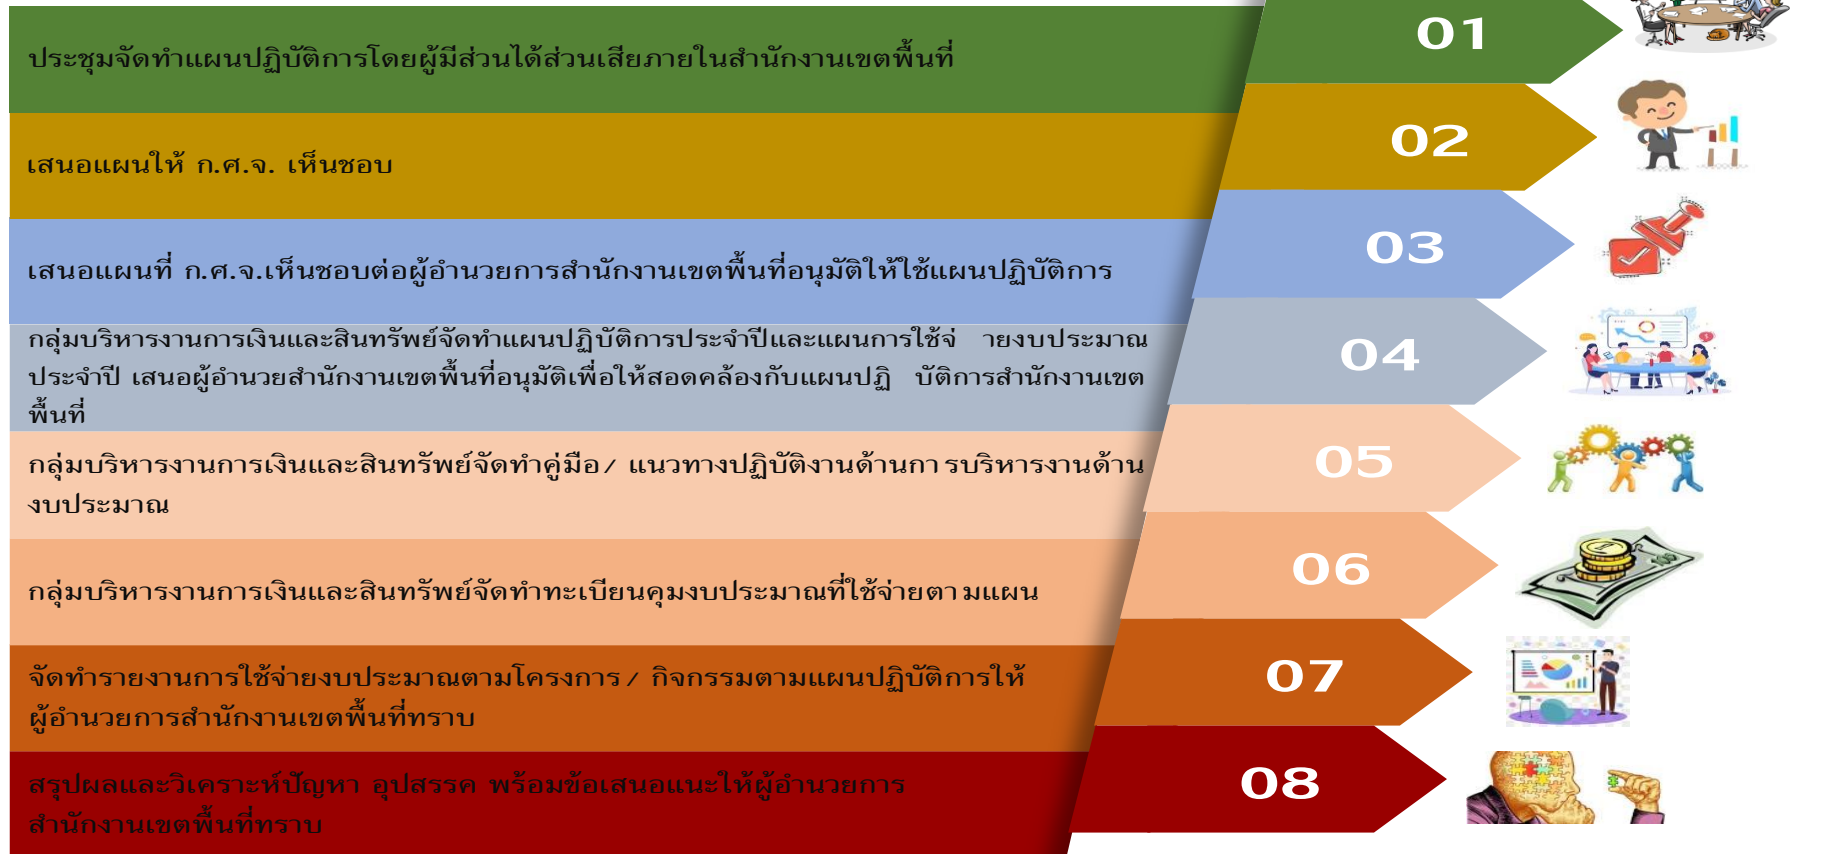 ประชุมจัดทำแผนปฏิบัติการโดยผู้มีส่วนได้ส่วนเสียภายในสำนักงานเขตพื้นที่
01
เสนอแผนให้ ก.ศ.จ. เห็นชอบ
02
เสนอแผนที่ ก.ศ.จ.เห็นชอบต่อผู้อำนวยการสำนักงานเขตพื้นที่อนุมัติให้ใช้แผนปฏิบัติการ
03
กลุ่มบริหารงานการเงินและสินทรัพย์จัดทำแผนปฏิบัติการประจำปีและแผนการใช้จ่ ายงบประมาณ
ประจำปี เสนอผู้อำนวยสำนักงานเขตพื้นที่อนุมัติเพื่อให้สอดคล้องกับแผนปฏิ บัติการสำนักงานเขต
พื้นที่
04
กลุ่มบริหารงานการเงินและสินทรัพย์จัดทำคู่มือ/ แนวทางปฏิบัติงานด้านกา รบริหารงานด้าน
งบประมาณ
05
กลุ่มบริหารงานการเงินและสินทรัพย์จัดทำทะเบียนคุมงบประมาณที่ใช้จ่ายตา มแผน
06
จัดทำรายงานการใช้จ่ายงบประมาณตามโครงการ/ กิจกรรมตามแผนปฏิบัติการให้
ผู้อำนวยการสำนักงานเขตพื้นที่ทราบ
07
สรุปผลและวิเคราะห์ปัญหา อุปสรรค พร้อมข้อเสนอแนะให้ผู้อำนวยการ
สำนักงานเขตพื้นที่ทราบ
08